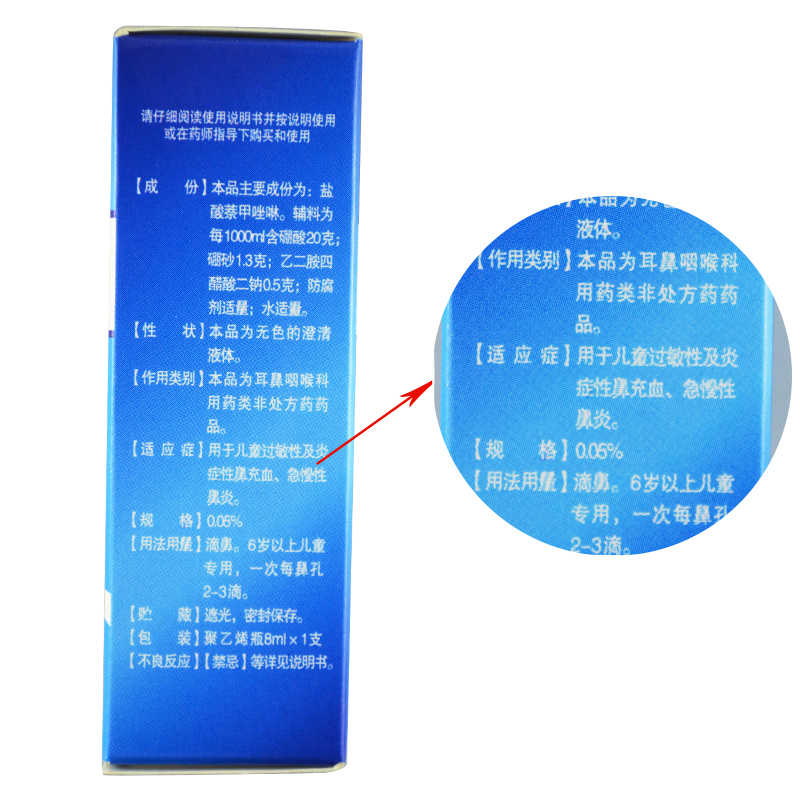 请仔细阅读使用说明书并按说明使用
或在药师指导下购买和使用
【成 份】本品主要成份为：盐
酸萘甲唑啉。辅料为
每1000ml含硼酸20克；
硼砂1.3克；乙二胺四
醋酸二钠0.5克；防腐
剂适量；水适量。
【性 状】本品为无色的澄清
液体。
【作用类别】本品为耳鼻咽喉科
用药类非处方药药
品。
【适 应 症】用于儿童过敏性及炎
症性鼻充血、急慢性
鼻炎。
【规 格】0.05%
【用法用量】滴鼻。6岁以上儿童
专用，一次每鼻孔
2-3滴。
【贮 藏】遮光，密封保存。
【包 装】聚乙烯瓶8ml×1支
【不良反应】【禁忌】等详见说明书。
本品为无
液体。
【作用类别】本品为耳鼻咽喉科
用药类非处方药药
品。
【适 应 症】用于儿童过敏性及炎
症性鼻充血、急慢性
鼻炎。
【规 格】0.05%
【用法用量】滴鼻。6岁以上儿童
专用，一次每鼻孔
2-3滴。